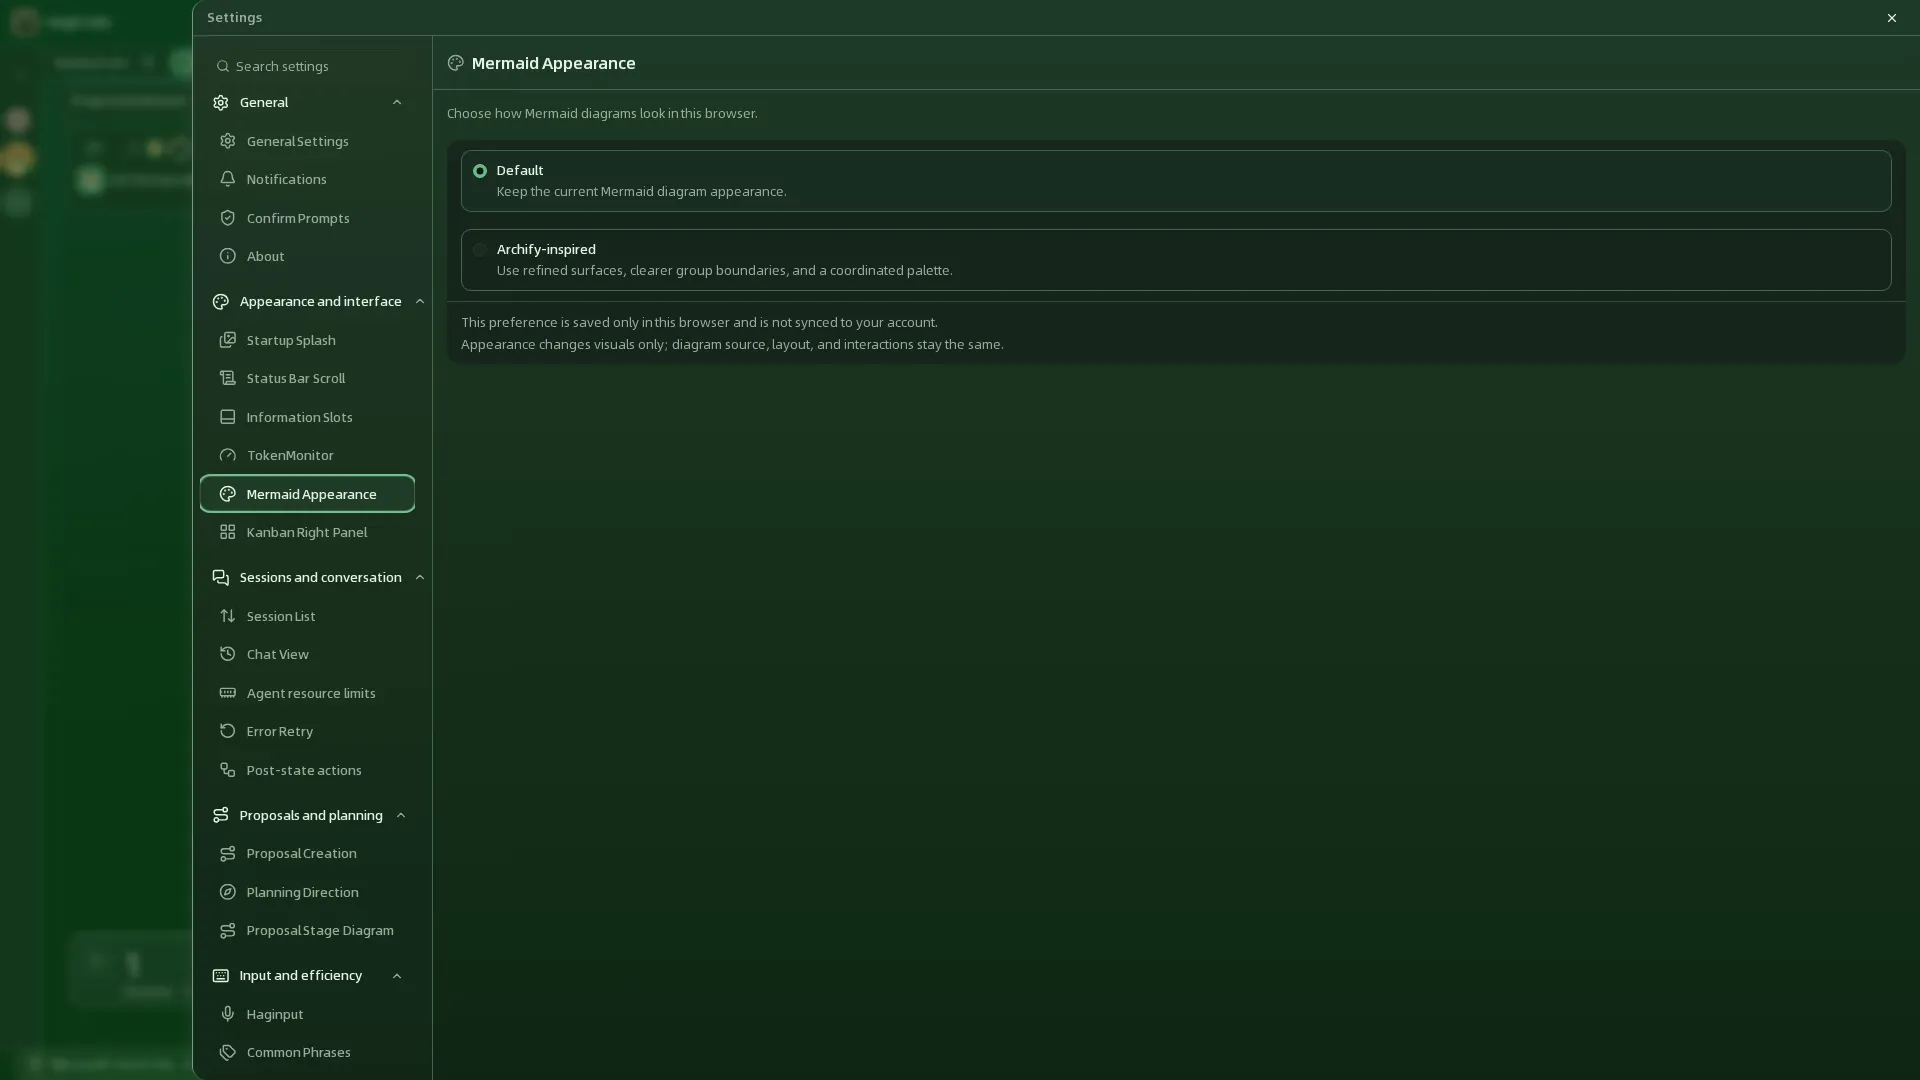 Settings
Search settings
General
General Settings
Notifications
Confirm Prompts
About
Appearance and interface
Startup Splash
Status Bar Scroll
Information Slots
TokenMonitor
Mermaid Appearance
Kanban Right Panel
Sessions and conversation
Session List
Chat View
Agent resource limits
Error Retry
Post-state actions
Proposals and planning
Proposal Creation
Planning Direction
Proposal Stage Diagram
Input and efficiency
Haginput
Common Phrases
Mermaid Appearance
Choose how Mermaid diagrams look in this browser.
Default
Keep the current Mermaid diagram appearance.
Archify-inspired
Use refined surfaces, clearer group boundaries, and a coordinated palette.
This preference is saved only in this browser and is not synced to your account.
Appearance changes visuals only; diagram source, layout, and interactions stay the same.